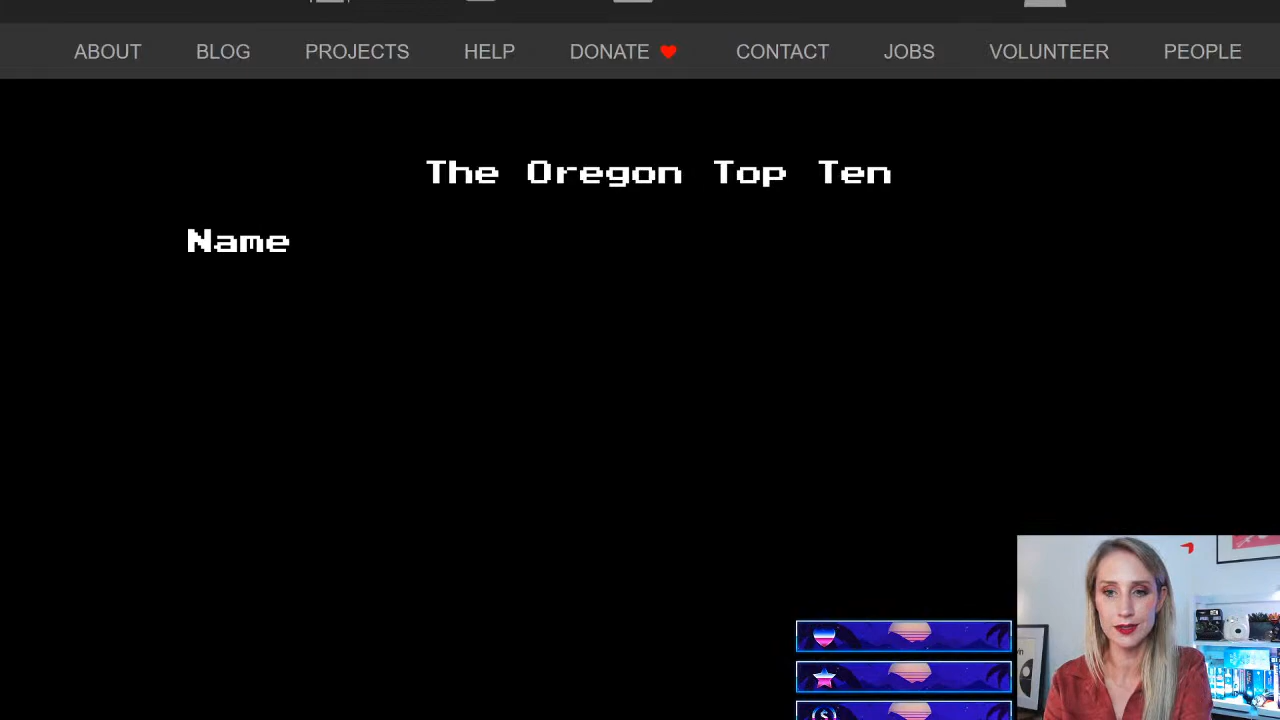 ABOUT BLOG PROJECTS HELP DONATE CONTACT JOBS VOLUNTEER PEOPLE
The Oregon Top Ten
Name